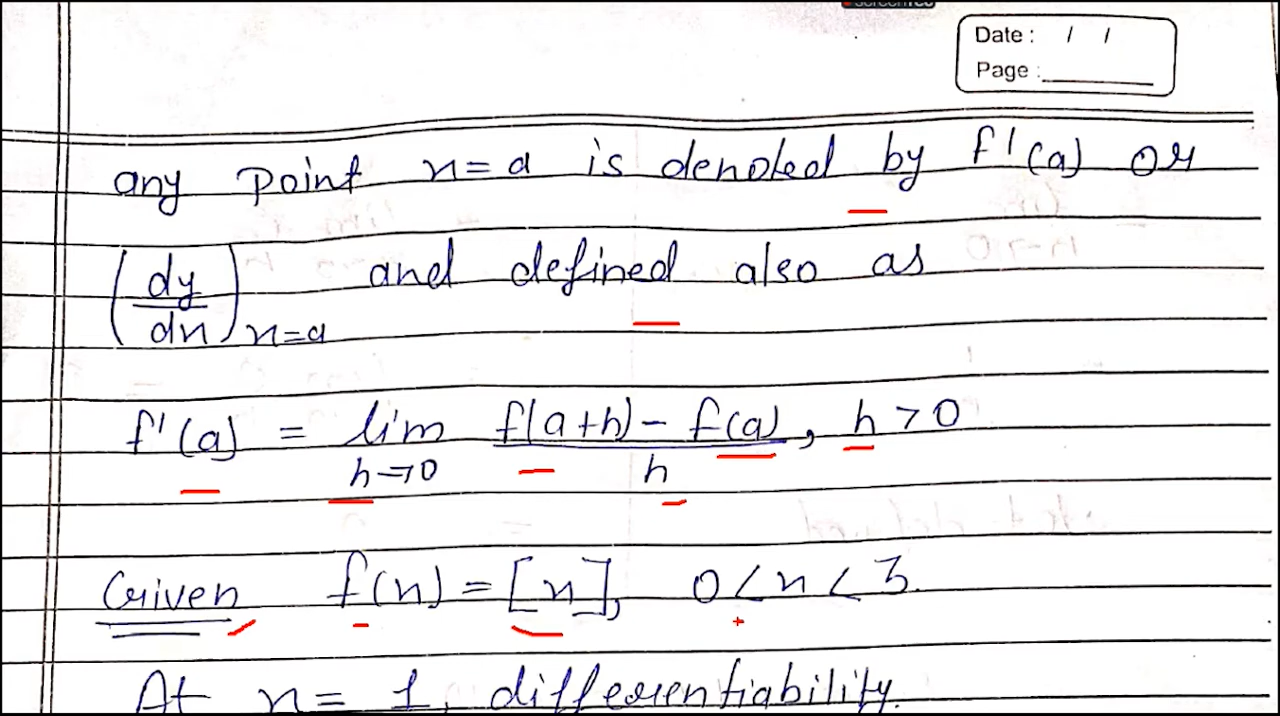 Date : / /
Page :
any point x=a is denoted by f'(a) or
(dy/dx)x=a and defined also as
f'(a) = lim h→0 f(a+h) - f(a) / h, h>0
Given f(x) = [x], 0<x<3.
At x = 1, differentiability.